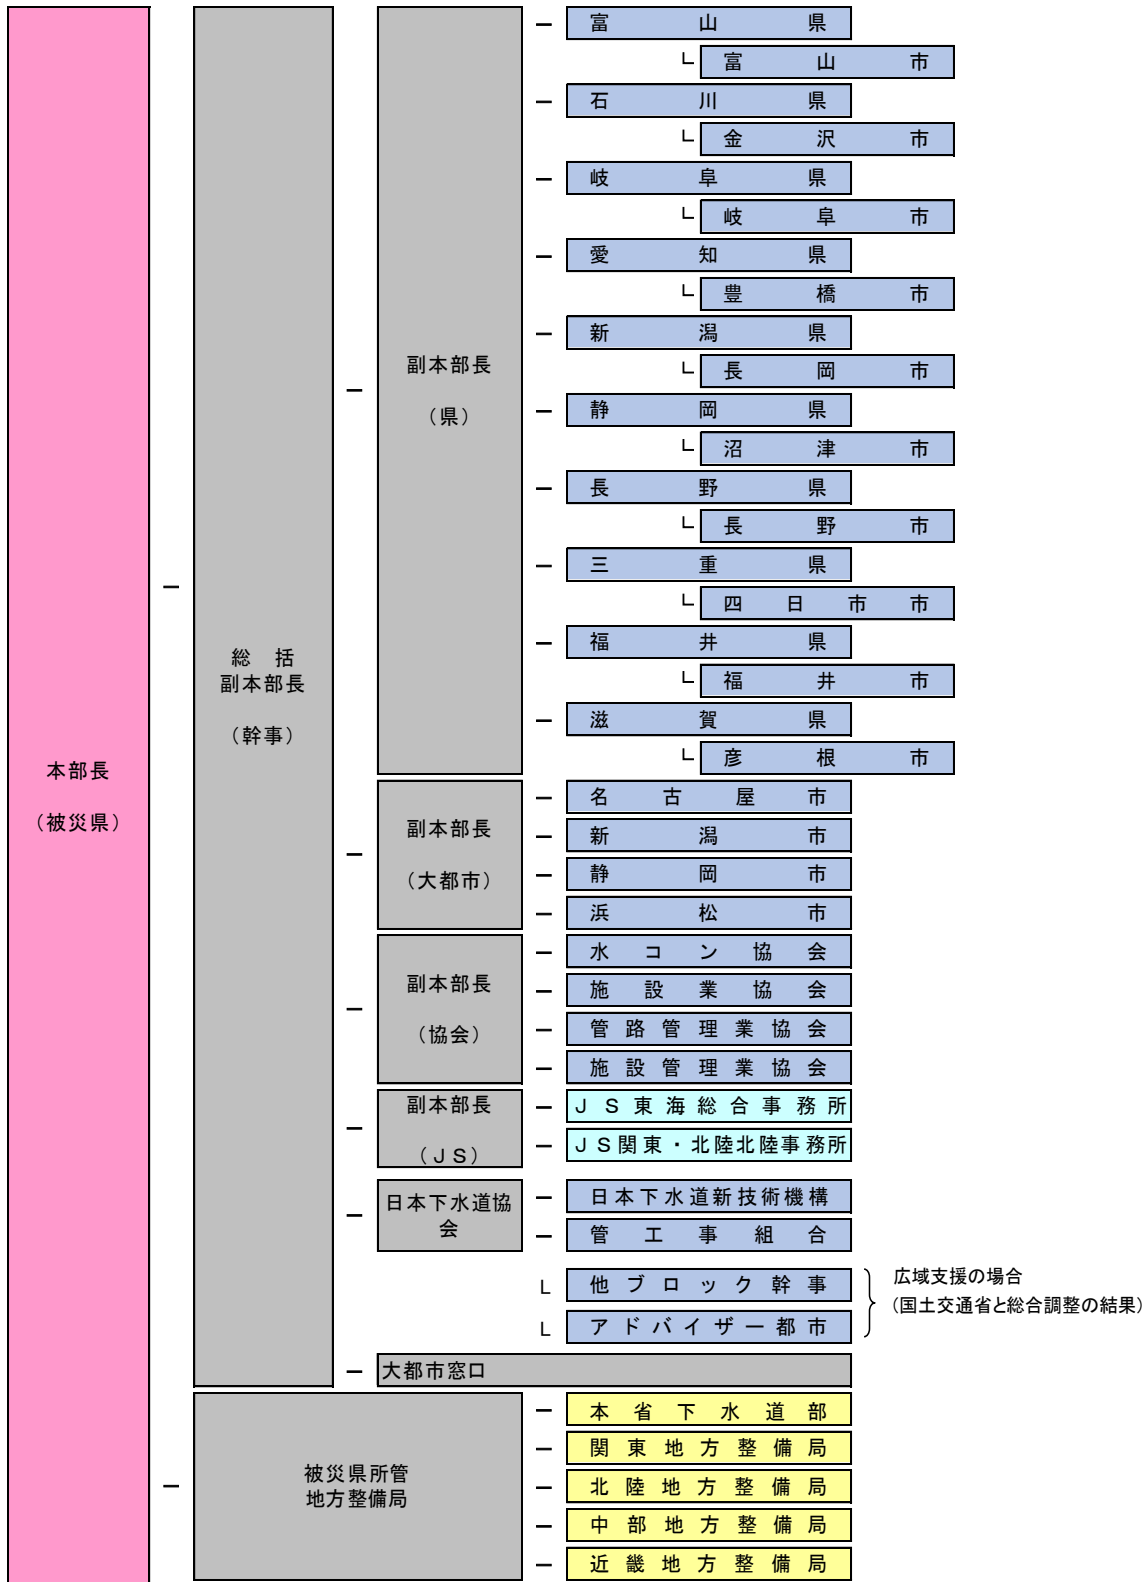 本部長
（被災県）
総 括
副本部長
（幹事）
副本部長
（県）
富山県
富山市
石川県
金沢市
岐阜県
岐阜市
愛知県
豊橋市
新潟県
長岡市
静岡県
沼津市
長野県
長野市
三重県
四日市市
福井県
福井市
滋賀県
彦根市
副本部長
（大都市）
名古屋市
新潟市
静岡市
浜松市
副本部長
（協会）
水コン協会
施設業協会
管路管理業協会
施設管理業協会
副本部長
（ＪＳ）
ＪＳ東海総合事務所
ＪＳ関東・北陸北陸事務所
日本下水道協
会
日本下水道新技術機構
管工事組合
他ブロック幹事
アドバイザー都市
広域支援の場合
（国土交通省と総合調整の結果）
大都市窓口
被災県所管
地方整備局
本省下水道部
関東地方整備局
北陸地方整備局
中部地方整備局
近畿地方整備局